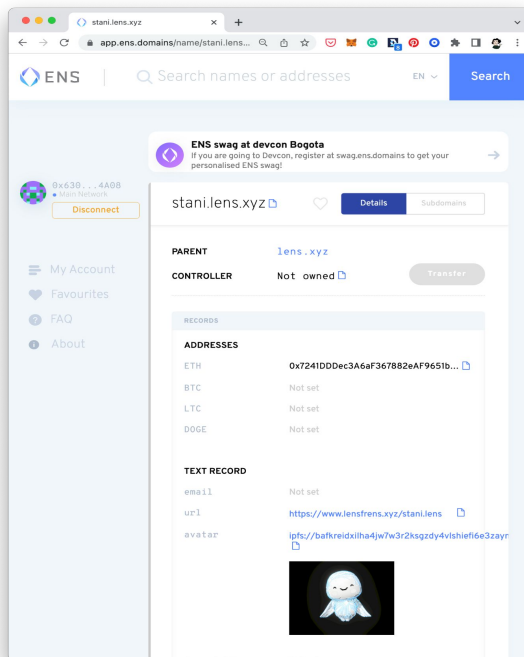 stani.lens.xyz
app.ens.domains/name/stani.lens...
ENS
Search names or addresses
EN
Search
ENS swag at devcon Bogota
If you are going to Devcon, register at swag.ens.domains to get your
personalised ENS swag!
0x630...4A08
Main Network
Disconnect
stani.lens.xyz
Details
Subdomains
PARENT
lens.xyz
CONTROLLER
Not owned
Transfer
My Account
Favourites
FAQ
About
RECORDS
ADDRESSES
ETH
0x7241DDDec3A6aF367882eAF9651b...
BTC
Not set
LTC
Not set
DOGE
Not set
TEXT RECORD
email
Not set
url
https://www.lensfrens.xyz/stani.lens
avatar
ipfs://bafkreidxilha4jw7w3r2ksgzdy4vlshiefi6e3zayr